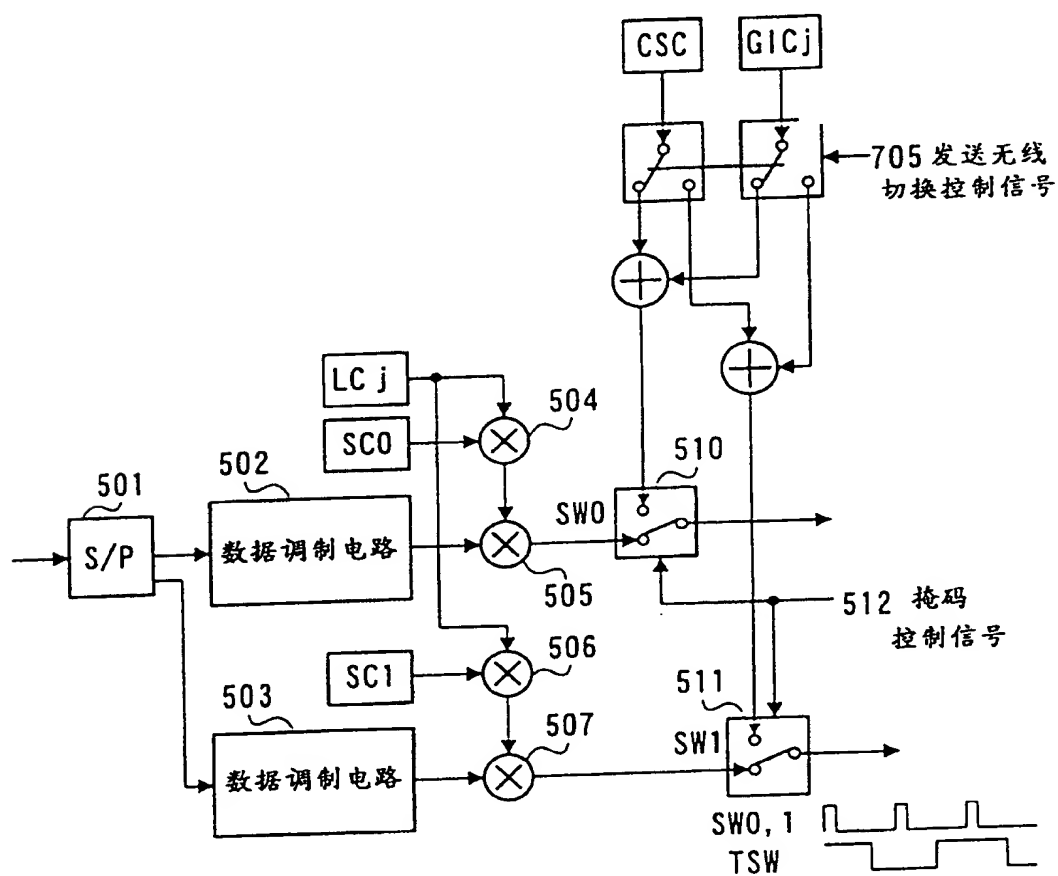 CSC
GICj
705 发送无线
切换控制信号
LCj
504
SC0
510
502
501
SW0
数据调制电路
S/P
505
512 掩码
控制信号
506
SC1
511
503
507
SW1
数据调制电路
SW0,1
TSW